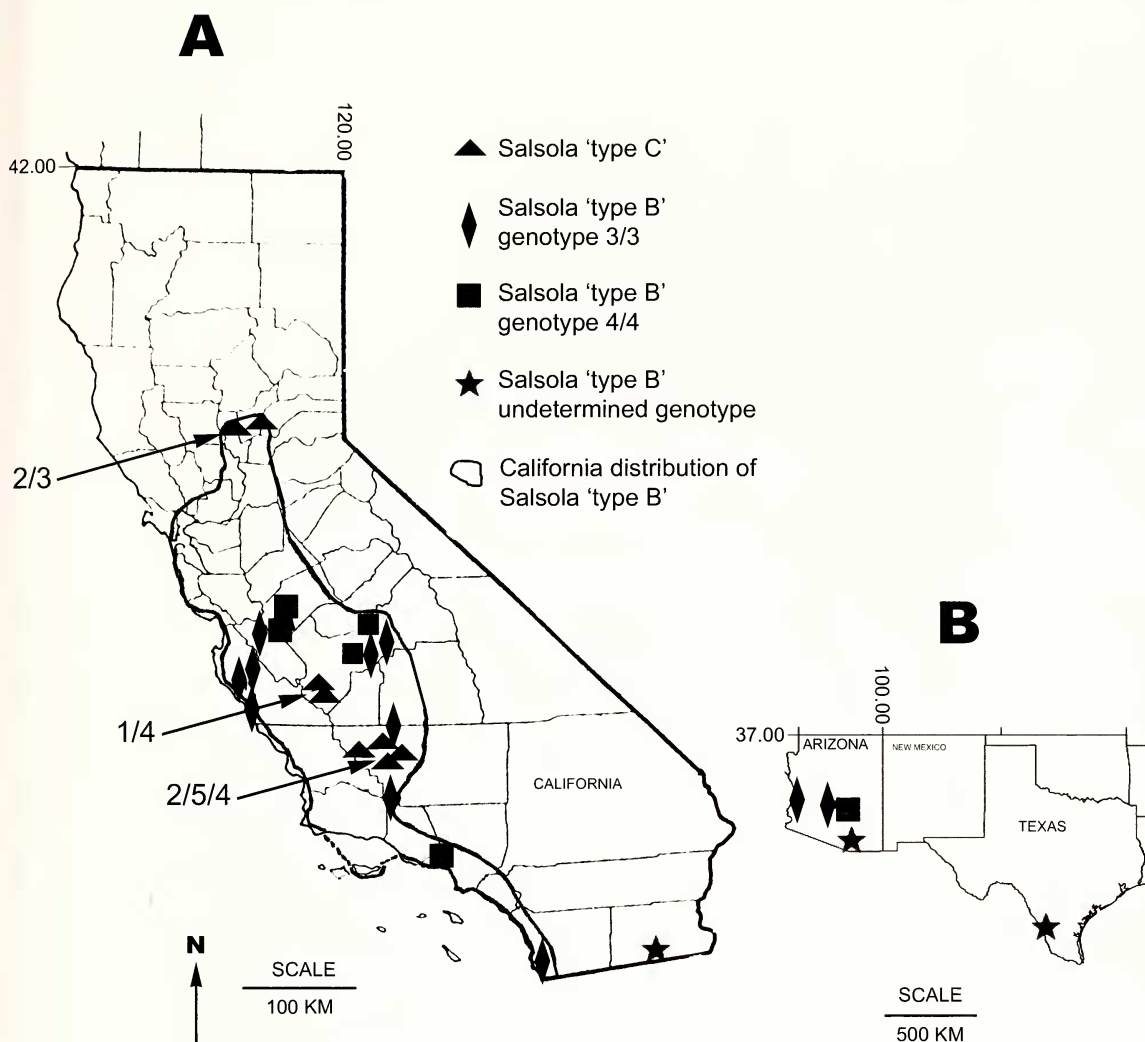 A
120.00
42.00
Salsola ‘type C’
Salsola ‘type B’
genotype 3/3
Salsola ‘type B’
genotype 4/4
Salsola ‘type B’
undetermined genotype
California distribution of
Salsola ‘type B’
2/3
1/4
2/5/4
CALIFORNIA
N
SCALE
100 KM
B
100.00
37.00
ARIZONA
NEW MEXICO
TEXAS
SCALE
500 KM